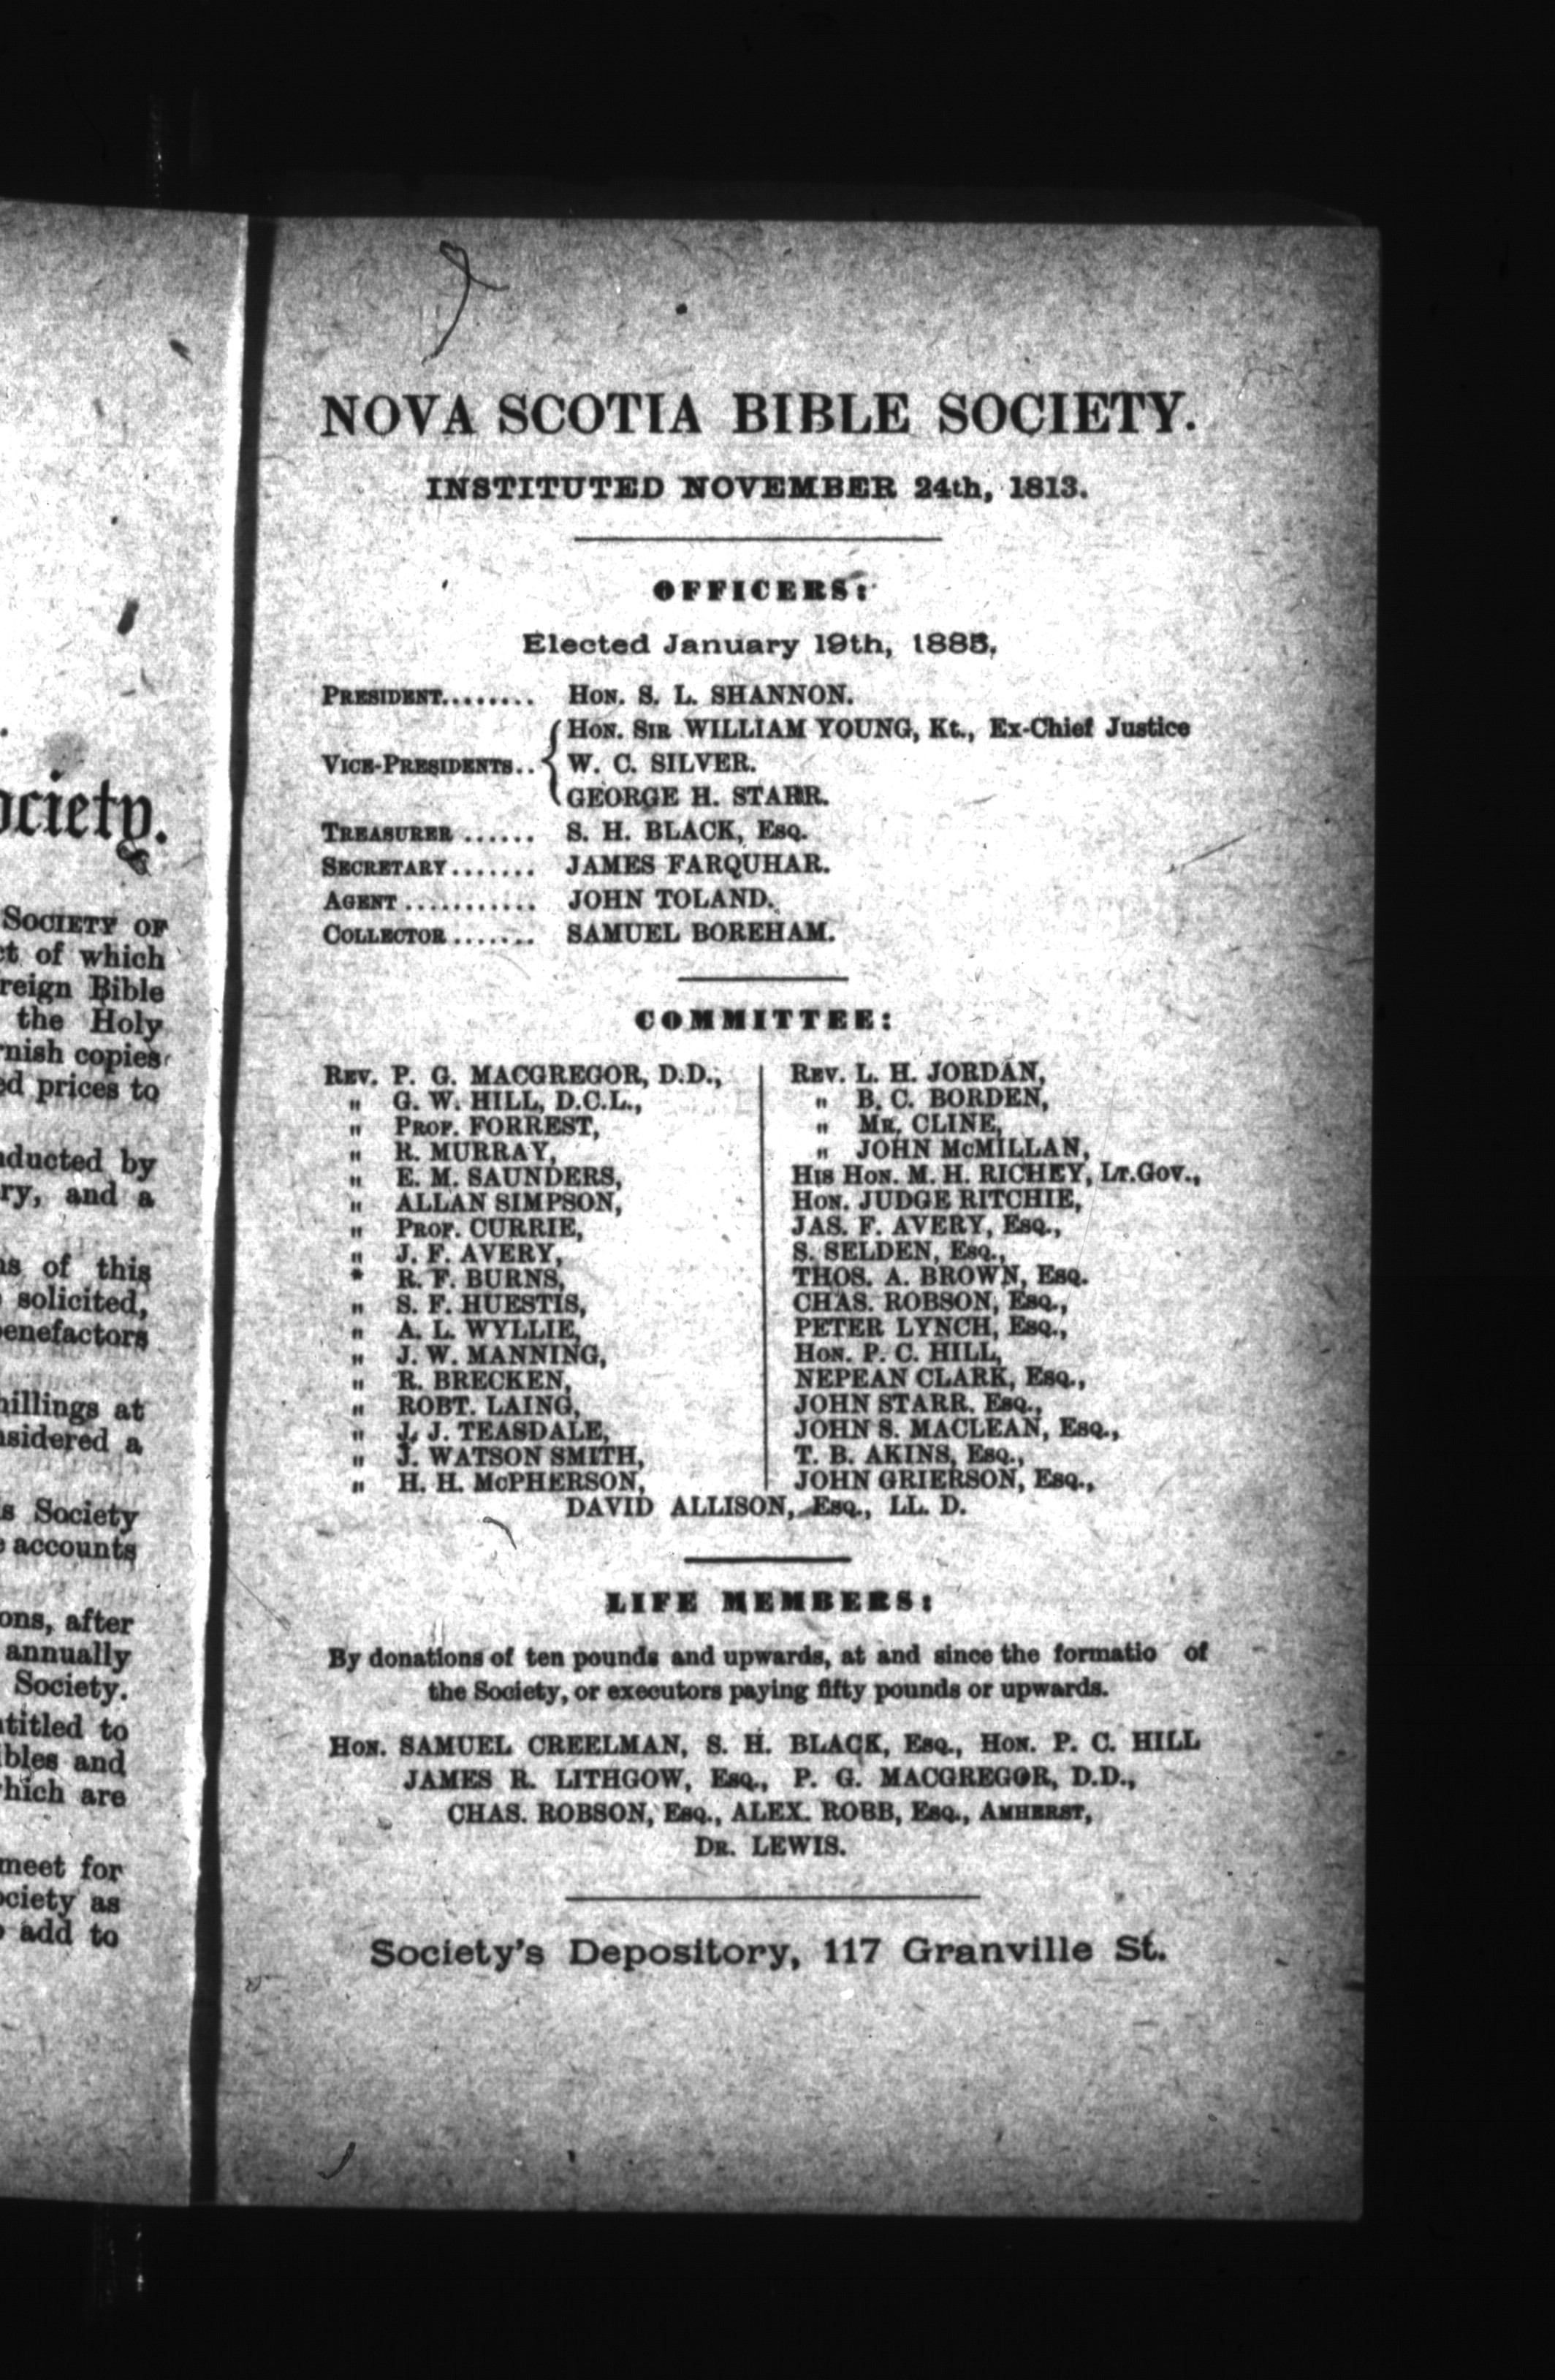 ociety.
SOCIETY OF
ct of which
reign Bible
the Holy
rnish copies
ed prices to
nducted by
ry, and a
ns of this
solicited,
benefactors
hillings at
nsidered a
s Society
e accounts
ons, after
annually
Society.
ntitled to
ibles and
which are
meet for
ociety as
add to
NOVA SCOTIA BIBLE SOCIETY.
INSTITUTED NOVEMBER 24th, 1813.
OFFICERS:
Elected January 19th, 1885.
PRESIDENT........ HON. S. L. SHANNON.
HON. SIR WILLIAM YOUNG, Kt., Ex-Chief Justice
VICE-PRESIDENTS.. W. C. SILVER.
GEORGE H. STARR.
TREASURER ...... S. H. BLACK, ESQ.
SECRETARY....... JAMES FARQUHAR.
AGENT ........... JOHN TOLAND.
COLLECTOR....... SAMUEL BOREHAM.
COMMITTEE:
REV. P. G. MACGREGOR, D.D.,
" G. W. HILL, D.C.L.,
" PROF. FORREST,
" R. MURRAY,
" E. M. SAUNDERS,
" ALLAN SIMPSON,
" PROF. CURRIE,
" J. F. AVERY,
" R. F. BURNS,
" S. F. HUESTIS,
" A. L. WYLLIE,
" J. W. MANNING,
" R. BRECKEN,
" ROBT. LAING,
" J. J. TEASDALE,
" J. WATSON SMITH,
" H. H. McPHERSON,
REV. L. H. JORDAN,
" B. C. BORDEN,
" MR. CLINE,
" JOHN McMILLAN,
HIS HON. M. H. RICHEY, LT.GOV.,
HON. JUDGE RITCHIE,
JAS. F. AVERY, ESQ.,
S. SELDEN, ESQ.,
THOS. A. BROWN, ESQ.
CHAS. ROBSON, ESQ.,
PETER LYNCH, ESQ.,
HON. P. C. HILL,
NEPEAN CLARK, ESQ.,
JOHN STARR, ESQ.,
JOHN S. MACLEAN, ESQ.,
T. B. AKINS, ESQ.,
JOHN GRIERSON, ESQ.,
DAVID ALLISON, ESQ., LL. D.
LIFE MEMBERS:
By donations of ten pounds and upwards, at and since the formatio of
the Society, or executors paying fifty pounds or upwards.
HON. SAMUEL CREELMAN, S. H. BLACK, ESQ., HON. P. C. HILL
JAMES R. LITHGOW, ESQ., P. G. MACGREGOR, D.D.,
CHAS. ROBSON, ESQ., ALEX. ROBB, ESQ., AMHERST,
DR. LEWIS.
Society's Depository, 117 Granville St.